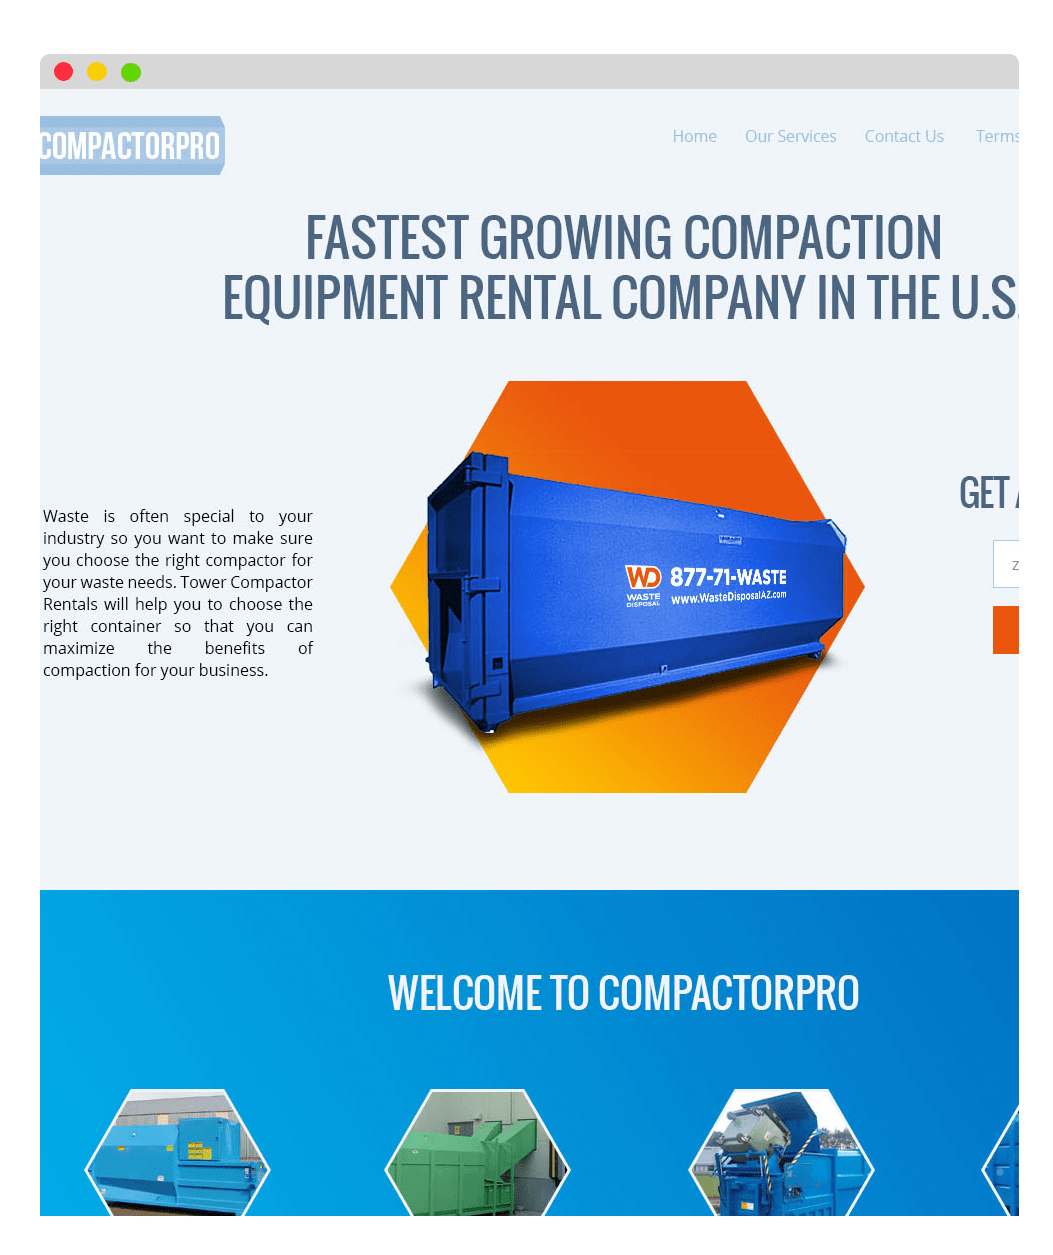 COMPACTORPRO
Home Our Services Contact Us Terms
FASTEST GROWING COMPACTION
EQUIPMENT RENTAL COMPANY IN THE U.S.
GET
Waste is often special to your
industry so you want to make sure
you choose the right compactor for
your waste needs. Tower Compactor
Rentals will help you to choose the
right container so that you can
maximize the benefits of
compaction for your business.
WD 877-71-WASTE
WASTE
DISPOSAL
www.WasteDisposalAZ.com
WELCOME TO COMPACTORPRO